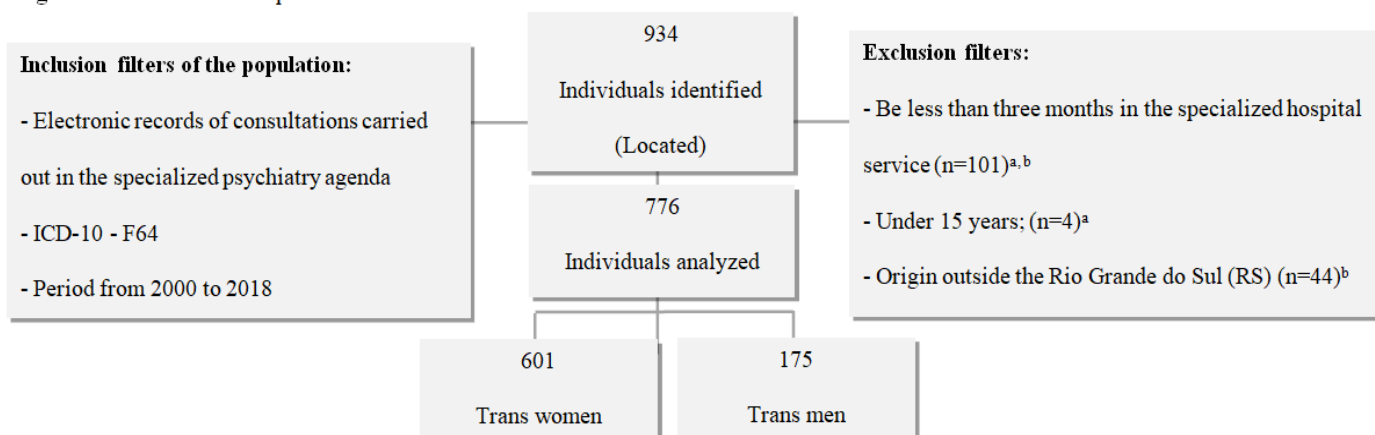 934
Individuals identified
(Located)
Inclusion filters of the population:
- Electronic records of consultations carried
out in the specialized psychiatry agenda
- ICD-10 - F64
- Period from 2000 to 2018
Exclusion filters:
- Be less than three months in the specialized hospital
service (n=101)ᵃ,ᵇ
- Under 15 years; (n=4)ᵃ
- Origin outside the Rio Grande do Sul (RS) (n=44)ᵇ
776
Individuals analyzed
601
Trans women
175
Trans men